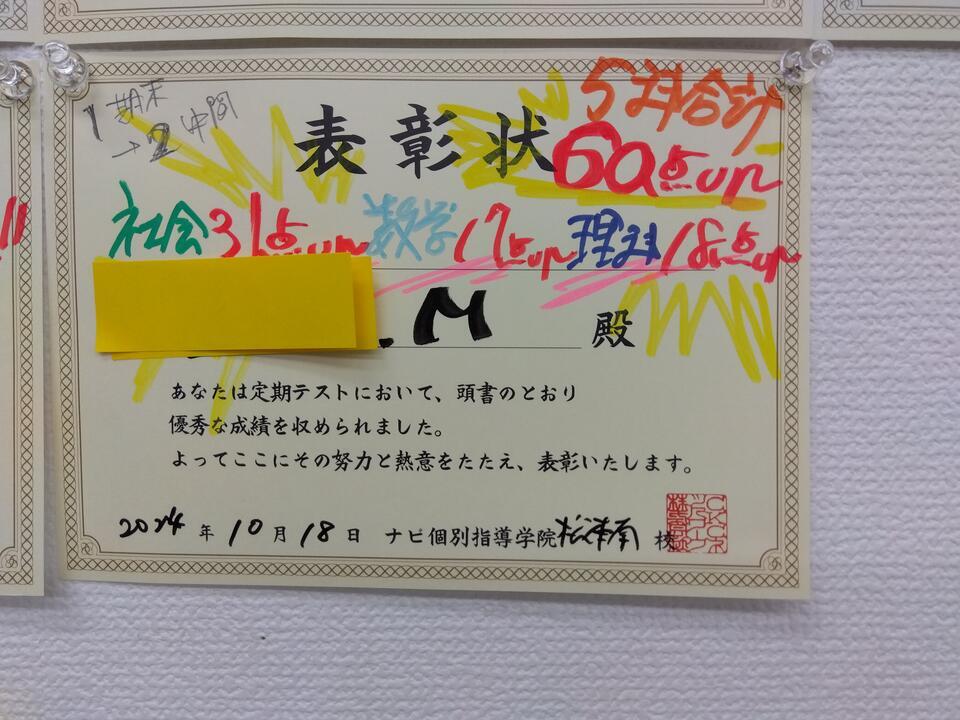 1 期末
→2 中間
5科合計
表彰状
60点up
社会31点up 数学17点up 理科18点up
.M 殿
あなたは定期テストにおいて、頭書のとおり
優秀な成績を収められました。
よってここにその努力と熱意をたたえ、表彰いたします。
2024年10月18日 ナビ個別指導学院松本南校